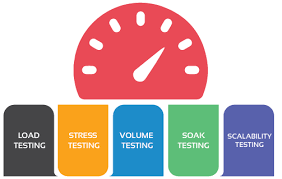 LOAD
TESTING
STRESS
TESTING
VOLUME
TESTING
SOAK
TESTING
SCALABILITY
TESTING